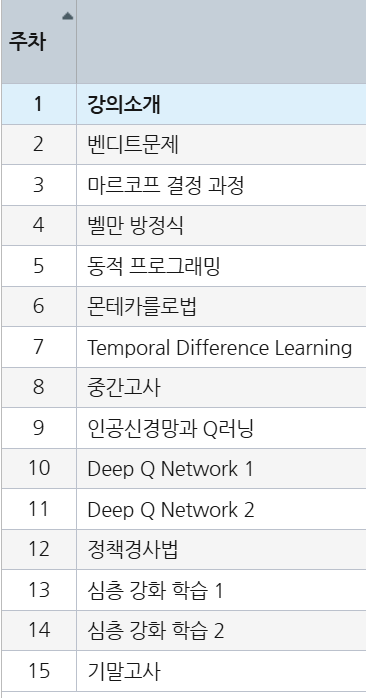 주차
1 강의소개
2 벤디트문제
3 마르코프 결정 과정
4 벨만 방정식
5 동적 프로그래밍
6 몬테카를로법
7 Temporal Difference Learning
8 중간고사
9 인공신경망과 Q러닝
10 Deep Q Network 1
11 Deep Q Network 2
12 정책경사법
13 심층 강화 학습 1
14 심층 강화 학습 2
15 기말고사